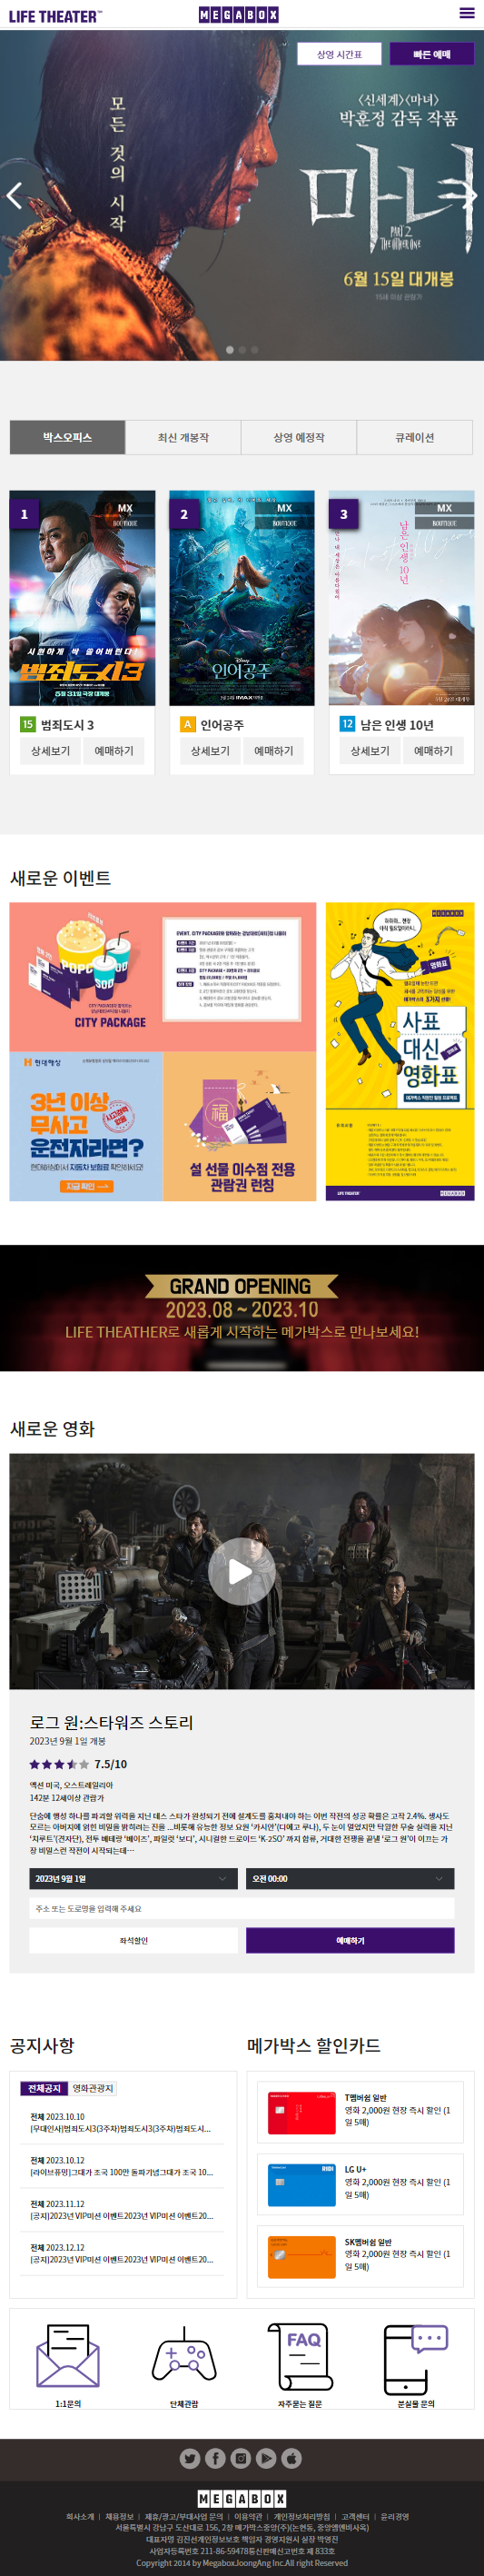 LIFE THEATER™
MEGABOX
상영 시간표
빠른 예매
모든 것의 시작
〈신세계〉〈마녀〉
박훈정 감독 작품
마녀
PART 2
THE OTHER ONE
6월 15일 대개봉
15세 이상 관람가
박스오피스
최신 개봉작
상영 예정작
큐레이션
1
MX
BOUTIQUE
시원하게 싹 쓸어버린다!
범죄도시3
5월 31일 극장 대개봉
2
MX
BOUTIQUE
Disney
인어공주
3
MX
BOUTIQUE
남은 인생 10년
15 범죄도시 3
상세보기
예매하기
A 인어공주
상세보기
예매하기
12 남은 인생 10년
상세보기
예매하기
새로운 이벤트
CITY PACKAGE
현대해상
3년 이상
무사고
운전자라면?
지금 확인
福
설 선물 이수점 전용
관람권 런칭
MEGABOX
영화표
사표
대신
영화표
LIFE THEATER
MEGABOX
GRAND OPENING
2023.08 ~ 2023.10
LIFE THEATHER로 새롭게 시작하는 메가박스로 만나보세요!
새로운 영화
로그 원:스타워즈 스토리
2023년 9월 1일 개봉
7.5/10
액션 미국, 오스트레일리아
142분 12세이상 관람가
단숨에 행성 하나를 파괴할 위력을 지닌 데스 스타가 완성되기 전에 설계도를 훔쳐내야 하는 이번 작전의 성공 확률은 고작 2.4%. 생사도
모르는 아버지에 얽힌 비밀을 밝히려는 진을 ...비롯해 유능한 정보 요원 '카시안'(디에고 루나), 두 눈이 멀었지만 탁월한 무술 실력을 지닌
'치루트'(견자단), 전투 베테랑 '베이즈', 파일럿 '보디', 시니컬한 드로이드 'K-2SO' 까지 합류, 거대한 전쟁을 끝낼 '로그 원'이 이끄는 가
장 비밀스런 작전이 시작되는데…
2023년 9월 1일
오전 00:00
주소 또는 도로명을 입력해 주세요
좌석할인
예매하기
공지사항
전체공지
영화관공지
전체 2023.10.10
[무대인사]범죄도시3(3주차)범죄도시3(3주차)범죄도시...
전체 2023.10.12
[라이브퓨밍]그대가 조국 100만 돌파기념그대가 조국 10...
전체 2023.11.12
[공지]2023년 VIP미션 이벤트2023년 VIP미션 이벤트20...
전체 2023.12.12
[공지]2023년 VIP미션 이벤트2023년 VIP미션 이벤트20...
메가박스 할인카드
T멤버쉽 일반
영화 2,000원 현장 즉시 할인 (1
일 5매)
LG U+
영화 2,000원 현장 즉시 할인 (1
일 5매)
SK멤버쉽 일반
영화 2,000원 현장 즉시 할인 (1
일 5매)
1:1문의
단체관람
FAQ
자주묻는 질문
분실물 문의
MEGABOX
회사소개 | 채용정보 | 제휴/광고/부대사업 문의 | 이용약관 | 개인정보처리방침 | 고객센터 | 윤리경영
서울특별시 강남구 도산대로 156, 2층 메가박스중앙(주)(논현동, 중앙엠앤비사옥)
대표자명 김진선개인정보보호 책임자 경영지원시 실장 박영진
사업자등록번호 211-86-59478통신판매신고번호 제 833호
Copyright 2014 by MegaboxJoongAng Inc.All right Reserved